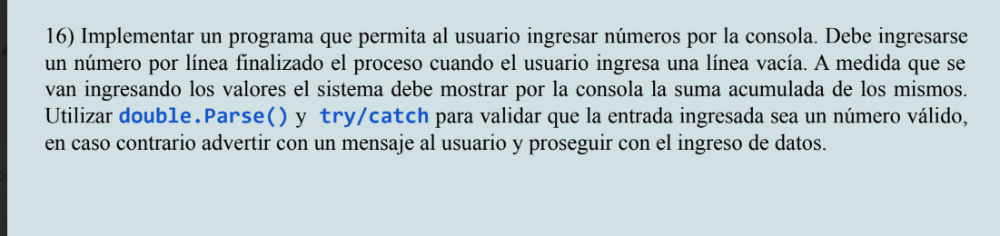 16) Implementar un programa que permita al usuario ingresar números por la consola. Debe ingresarse
un número por línea finalizado el proceso cuando el usuario ingresa una línea vacía. A medida que se
van ingresando los valores el sistema debe mostrar por la consola la suma acumulada de los mismos.
Utilizar double.Parse() y try/catch para validar que la entrada ingresada sea un número válido,
en caso contrario advertir con un mensaje al usuario y proseguir con el ingreso de datos.